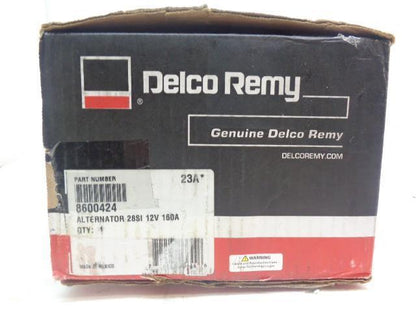 Delco Remy
®
Genuine Delco Remy
DELCOREMY.COM
PART NUMBER
23A*
8600424
ALTERNATOR 28SI 12V 160A
QTY: 1
WARNING